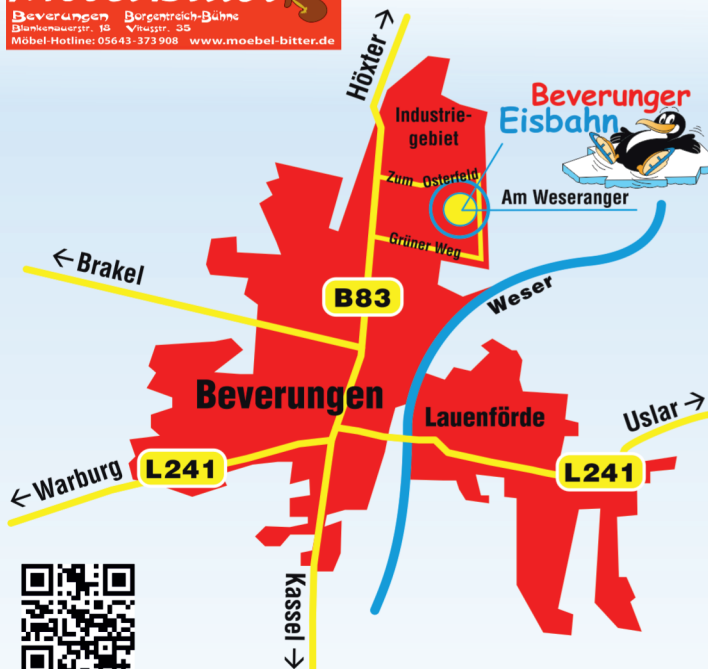 Beverungen Borgentreich-Bühne
Blankenauerstr. 18 Vitusstr. 35
Möbel-Hotline: 05643-373 908 www.moebel-bitter.de
Höxter →
Industrie-
gebiet
Beverunger
Eisbahn
Zum Osterfeld
Am Weseranger
Grüner Weg
← Brakel
B83
Weser
Beverungen
Lauenförde
Uslar →
← Warburg
L241
L241
Kassel →